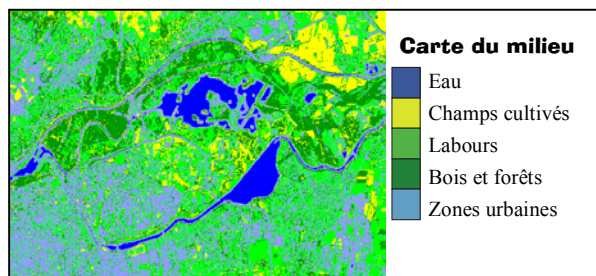 Carte du milieu
Eau
Champs cultivés
Labours
Bois et forêts
Zones urbaines